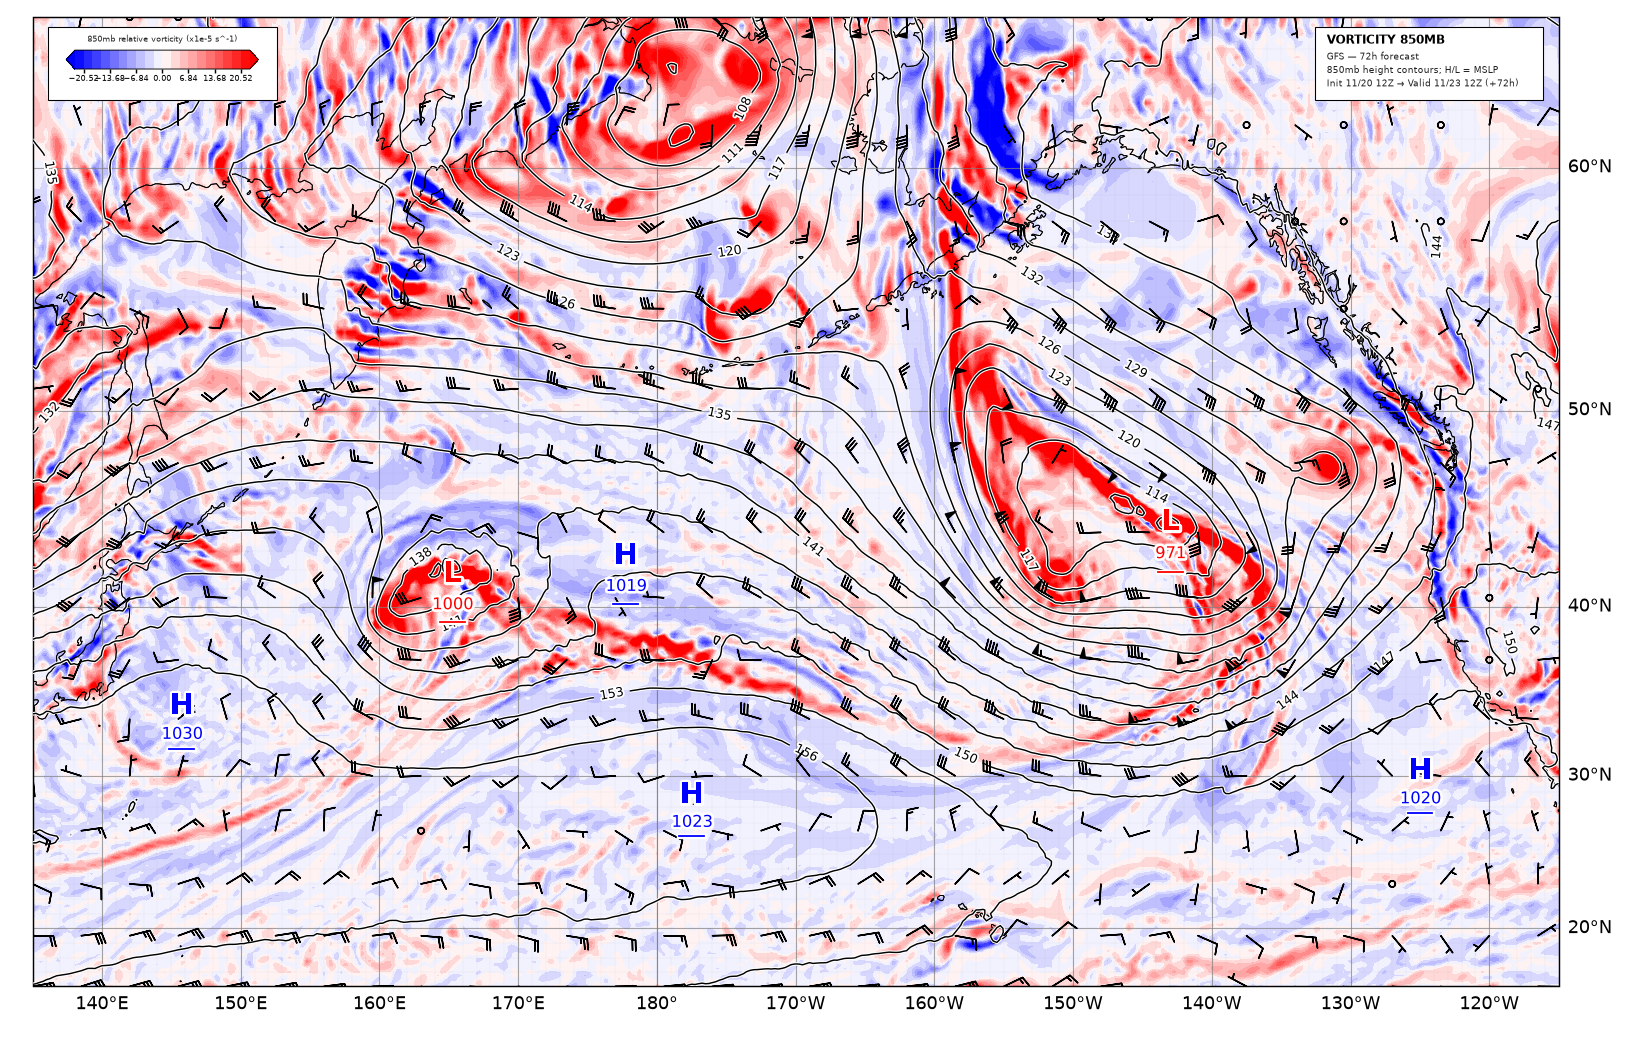 850mb relative vorticity (x1e-5 s^-1)
−20.52 −13.68 −6.84 0.00 6.84 13.68 20.52
VORTICITY 850MB
GFS — 72h forecast
850mb height contours; H/L = MSLP
Init 11/20 12Z → Valid 11/23 12Z (+72h)
108
111
117
114
120
123
126
135
132
135
132
126
129
123
120
114
117
144
147
138
141
150
147
144
150
153
156
L
971
L
1000
H
1019
H
1030
H
1023
H
1020
60°N
50°N
40°N
30°N
20°N
140°E 150°E 160°E 170°E 180° 170°W 160°W 150°W 140°W 130°W 120°W